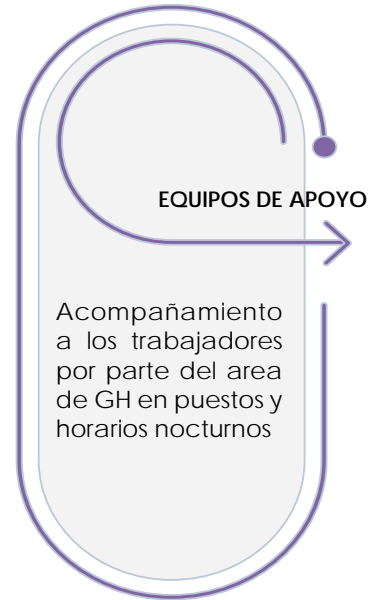 EQUIPOS DE APOYO
Acompañamiento
a los trabajadores
por parte del area
de GH en puestos y
horarios nocturnos